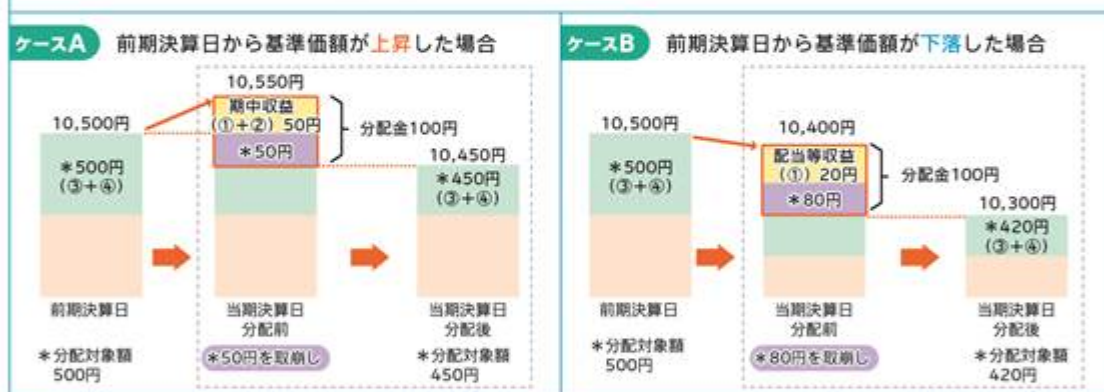 ケースA 前期決算日から基準価額が上昇した場合
10,550円
期中収益
(①+②) 50円
*50円
分配金100円
10,500円
*500円
(③+④)
10,450円
*450円
(③+④)
前期決算日
当期決算日
分配前
当期決算日
分配後
*分配対象額
500円
*50円を取崩し
*分配対象額
450円
ケースB 前期決算日から基準価額が下落した場合
10,500円
*500円
(③+④)
10,400円
配当等収益
(①) 20円
*80円
分配金100円
10,300円
*420円
(③+④)
前期決算日
当期決算日
分配前
当期決算日
分配後
*分配対象額
500円
*80円を取崩し
*分配対象額
420円